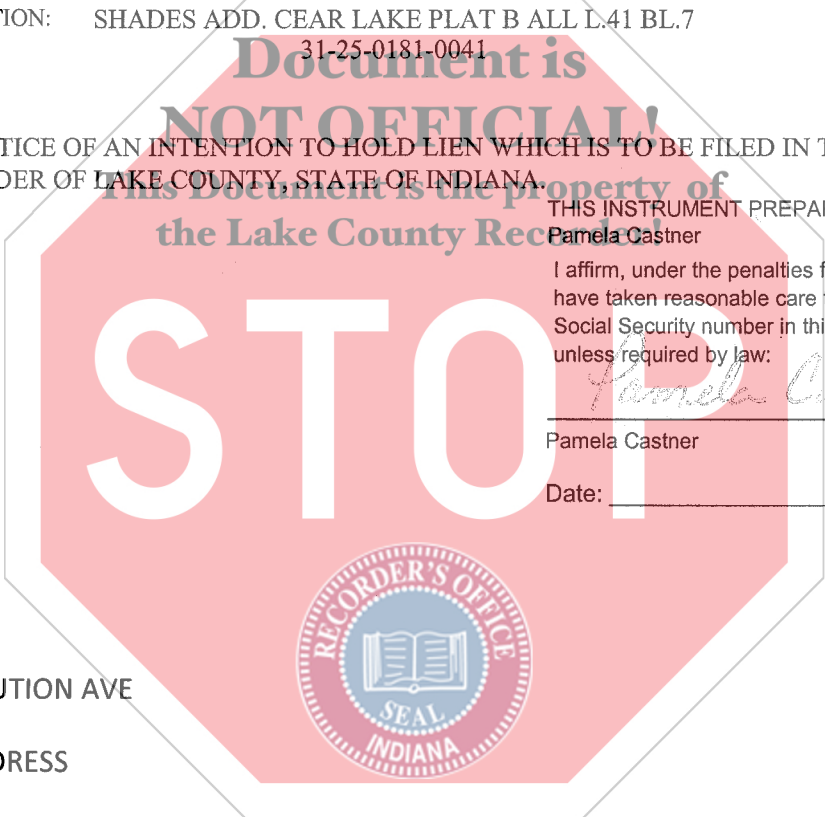 TION: SHADES ADD. CEAR LAKE PLAT B ALL L.41 BL.7
31-25-0181-0041
Document is
NOT OFFICIAL!
TICE OF AN INTENTION TO HOLD LIEN WHICH IS TO BE FILED IN T
DER OF LAKE COUNTY, STATE OF INDIANA.
This Document is the property of
the Lake County Recorder!
THIS INSTRUMENT PREPA
Pamela Castner
I affirm, under the penalties f
have taken reasonable care
Social Security number in thi
unless required by law:
Pamela C
Pamela Castner
Date:
STOP
RECORDER'S OFFICE
SEAL
INDIANA
UTION AVE
DRESS